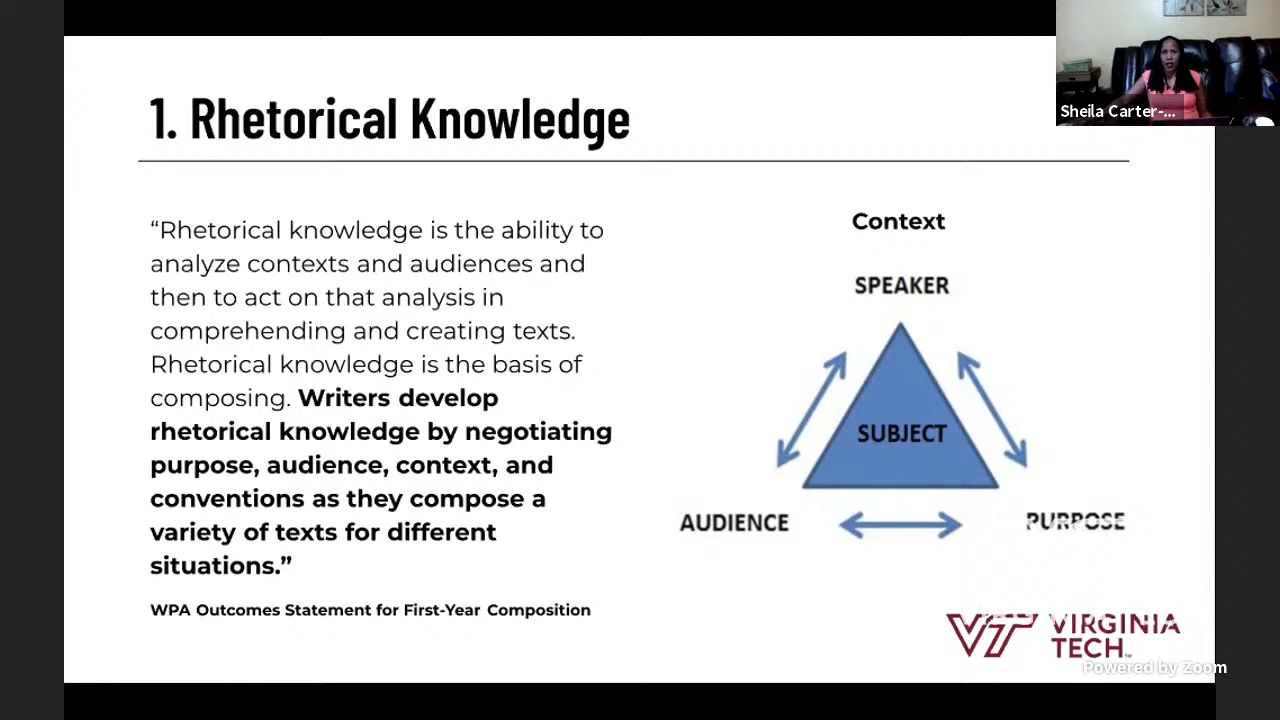 1. Rhetorical Knowledge
Sheila Carter-...
“Rhetorical knowledge is the ability to
analyze contexts and audiences and
then to act on that analysis in
comprehending and creating texts.
Rhetorical knowledge is the basis of
composing. Writers develop
rhetorical knowledge by negotiating
purpose, audience, context, and
conventions as they compose a
variety of texts for different
situations.”
WPA Outcomes Statement for First-Year Composition
Context
SPEAKER
SUBJECT
AUDIENCE
PURPOSE
VT VIRGINIA
TECH™
Powered by Zoom